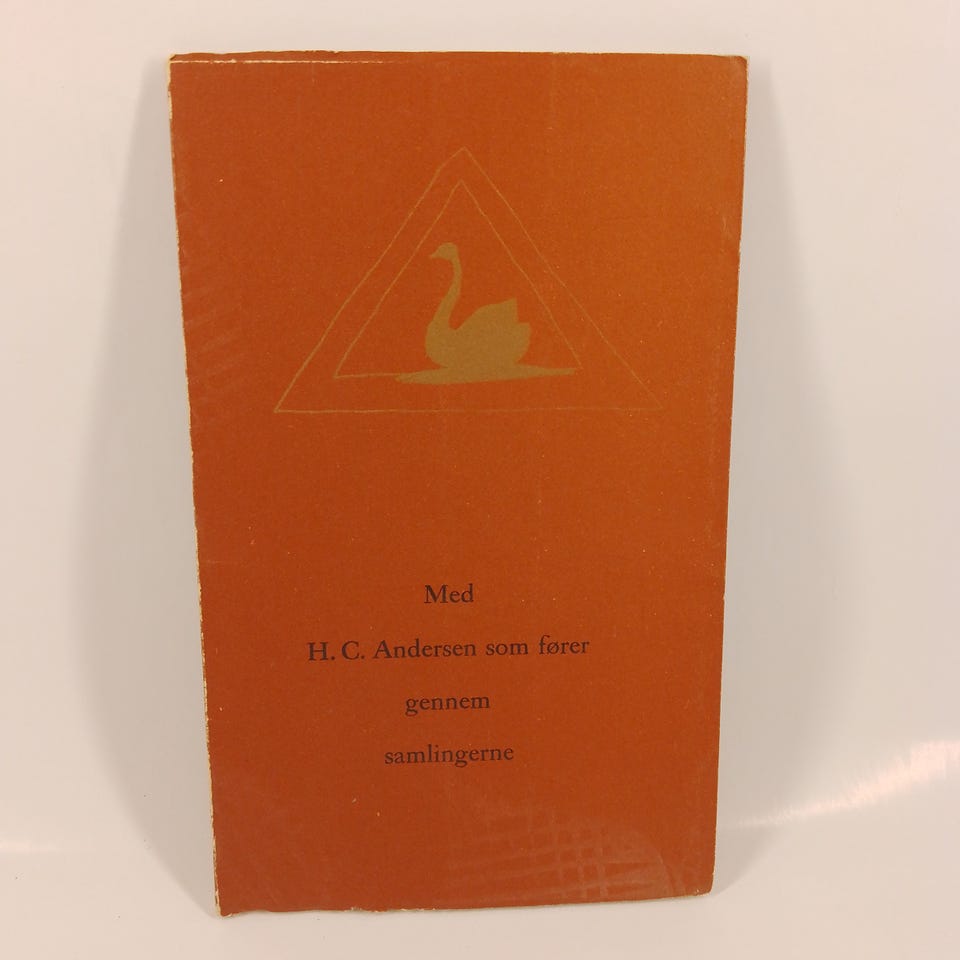 Med
H. C. Andersen som fører
gennem
samlingerne